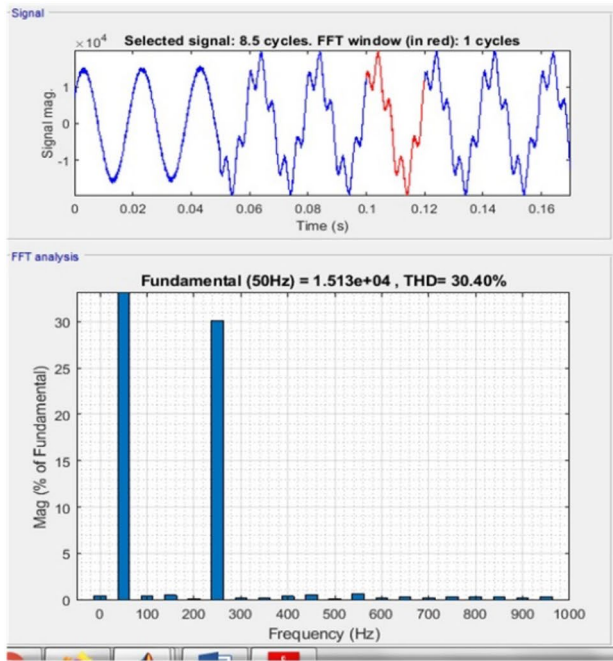 Signal
Selected signal: 8.5 cycles. FFT window (in red): 1 cycles
× 10^4
1
0
-1
Signal mag.
0 0.02 0.04 0.06 0.08 0.1 0.12 0.14 0.16
Time (s)
FFT analysis
Fundamental (50Hz) = 1.513e+04 , THD= 30.40%
30
25
20
15
10
5
0
Mag (% of Fundamental)
0 100 200 300 400 500 600 700 800 900 1000
Frequency (Hz)